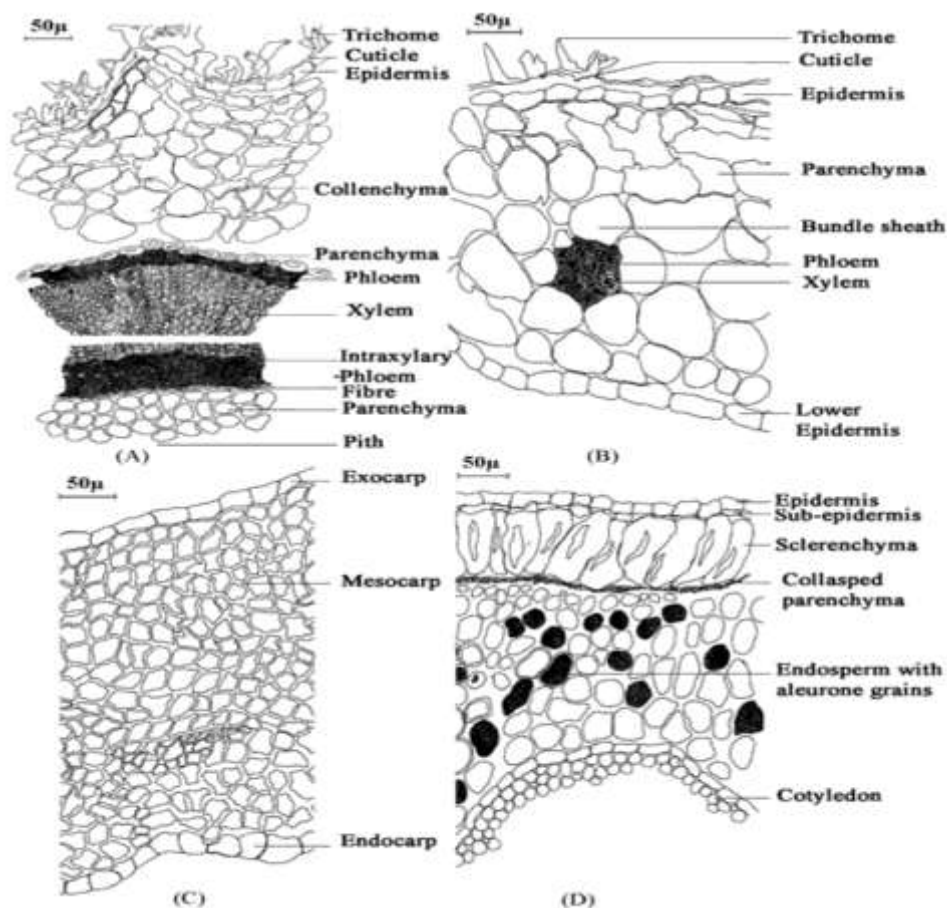 50µ
Trichome
Cuticle
Epidermis
Collenchyma
Parenchyma
Phloem
Xylem
Intraxylary
-Phloem
Fibre
Parenchyma
Pith
(A)
50µ
Trichome
Cuticle
Epidermis
Parenchyma
Bundle sheath
Phloem
Xylem
Lower
Epidermis
(B)
50µ
Exocarp
Mesocarp
Endocarp
(C)
50µ
Epidermis
Sub-epidermis
Sclerenchyma
Collasped
parenchyma
Endosperm with
aleurone grains
Cotyledon
(D)